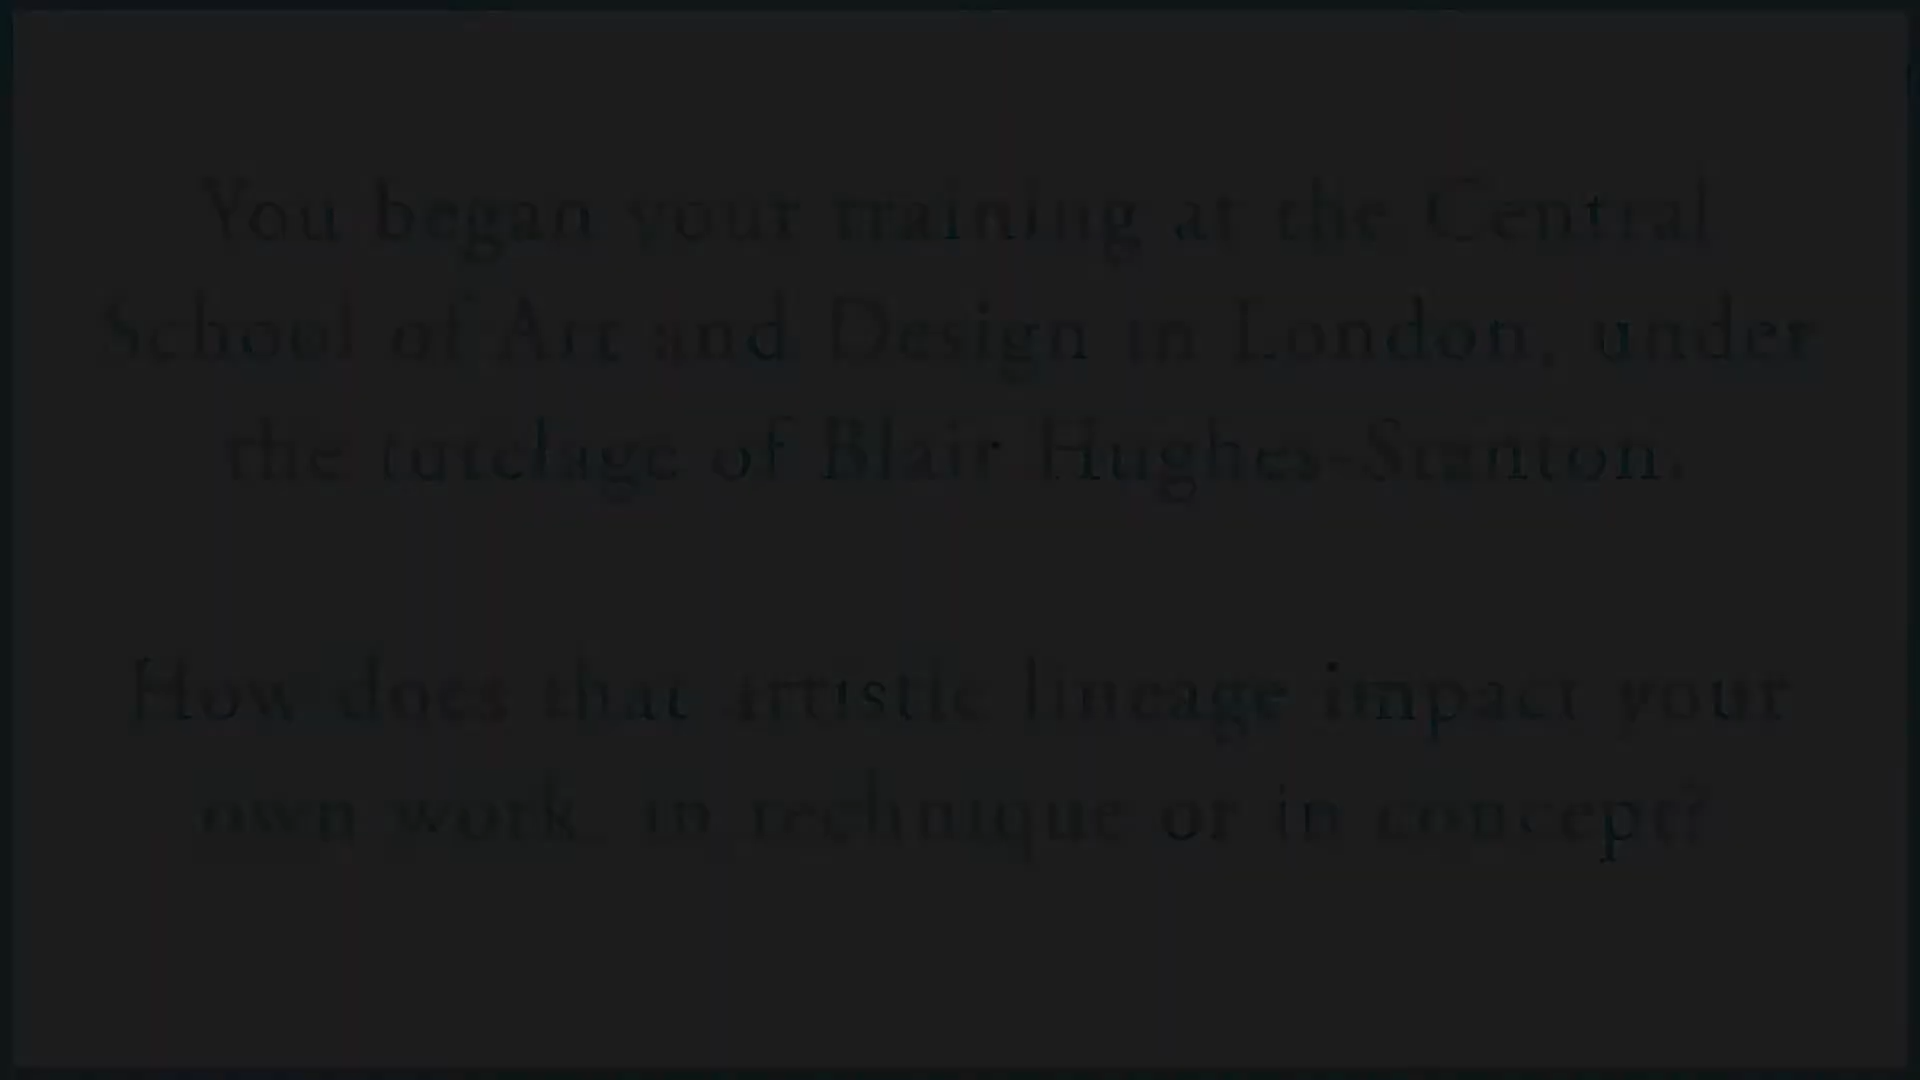 You began your training at the Central
School of Art and Design in London, under
the tutelage of Blair Hughes-Stanton.
How does that artistic lineage impact your
own work, in technique or in concept?